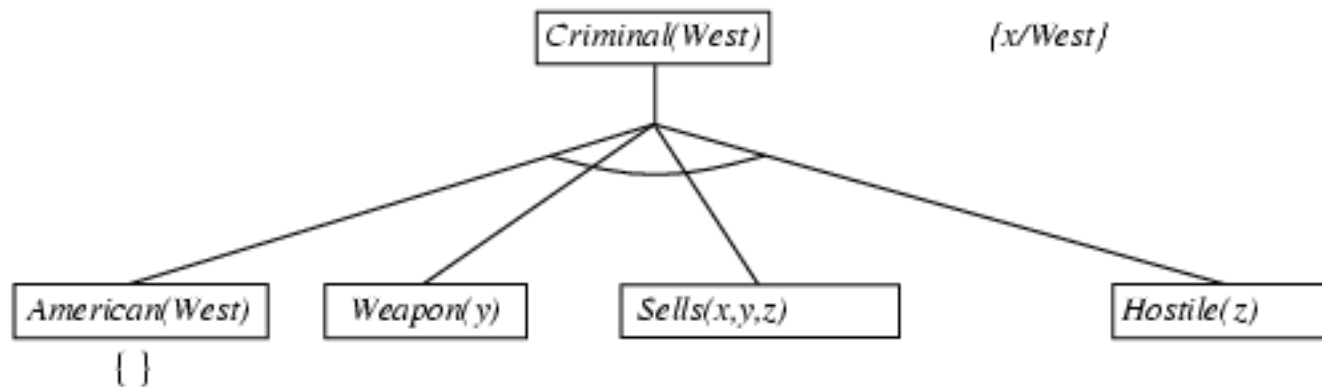 Criminal(West)
{x/West}
American(West)
Weapon(y)
Sells(x,y,z)
Hostile(z)
{ }